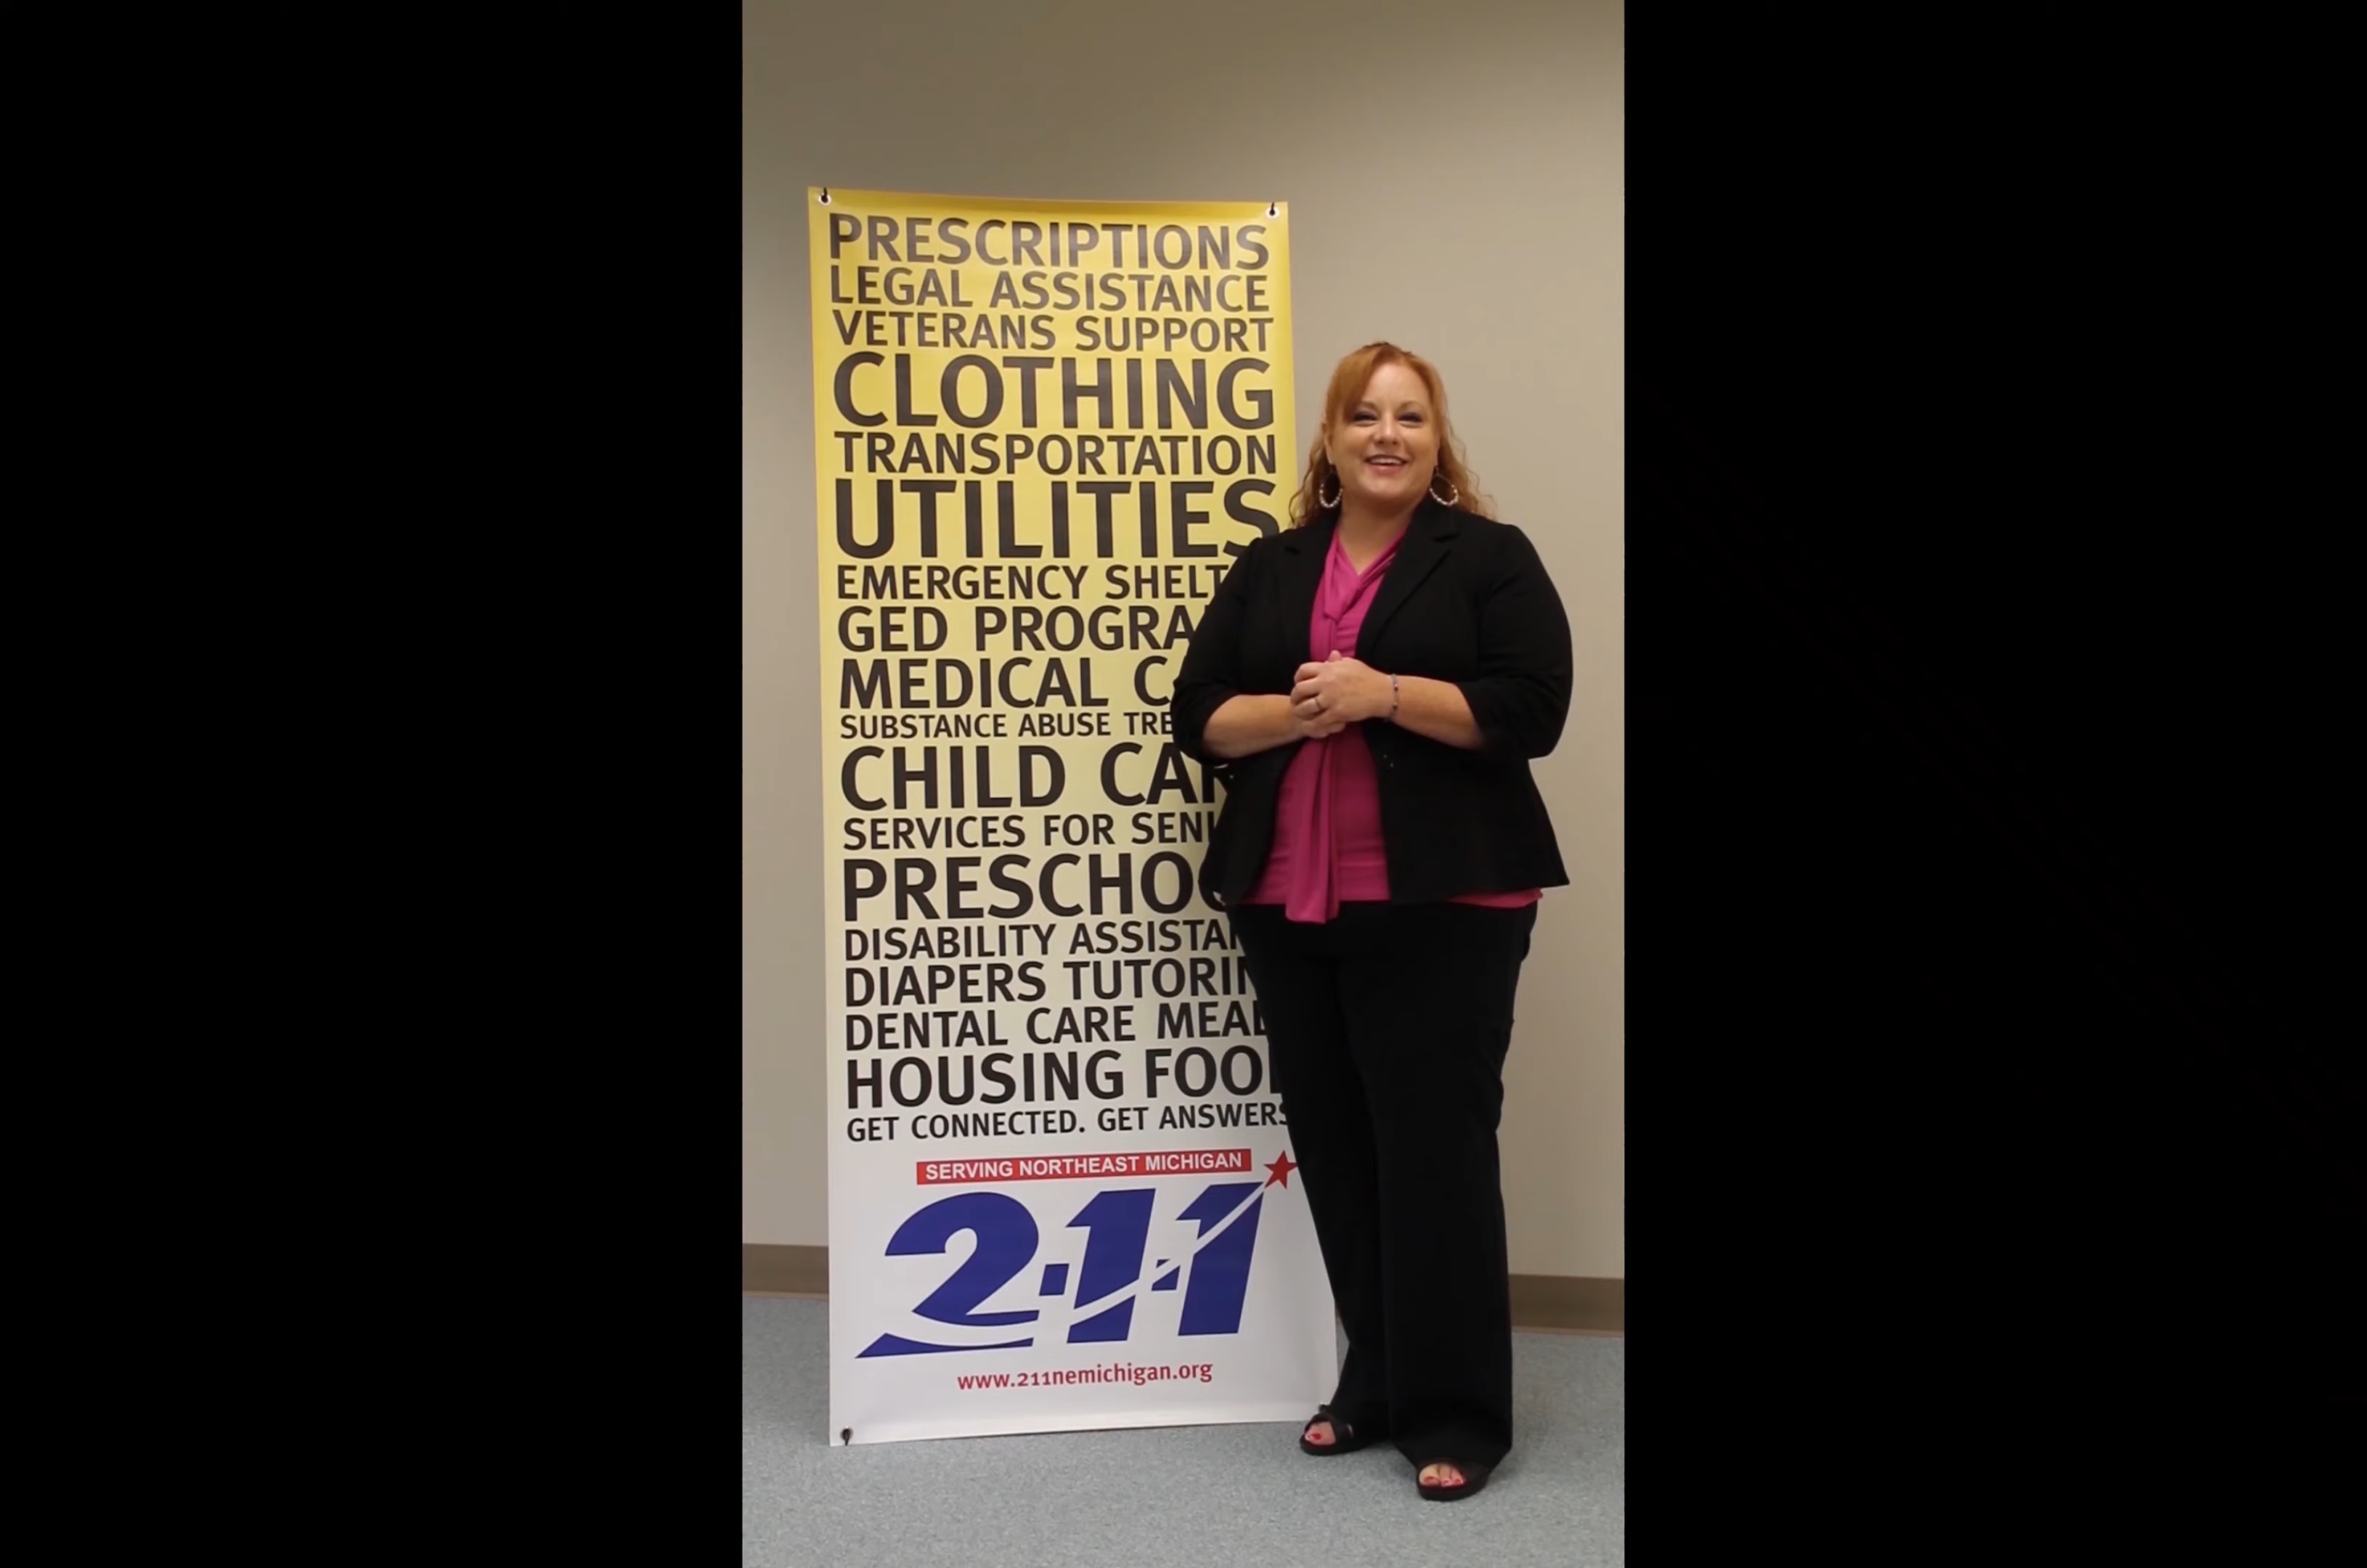 PRESCRIPTIONS
LEGAL ASSISTANCE
VETERANS SUPPORT
CLOTHING
TRANSPORTATION
UTILITIES
EMERGENCY
GED
MEDICAL
SUBSTANCE ABUSE
CHILD
SERVICES FOR
DISABILITY
DIAPERS
DENTAL CARE
HOUSING
GET CONNECTED. GET ANSWERS
SERVING NORTHEAST MICHIGAN
2·1·1
www.211nemichigan.org